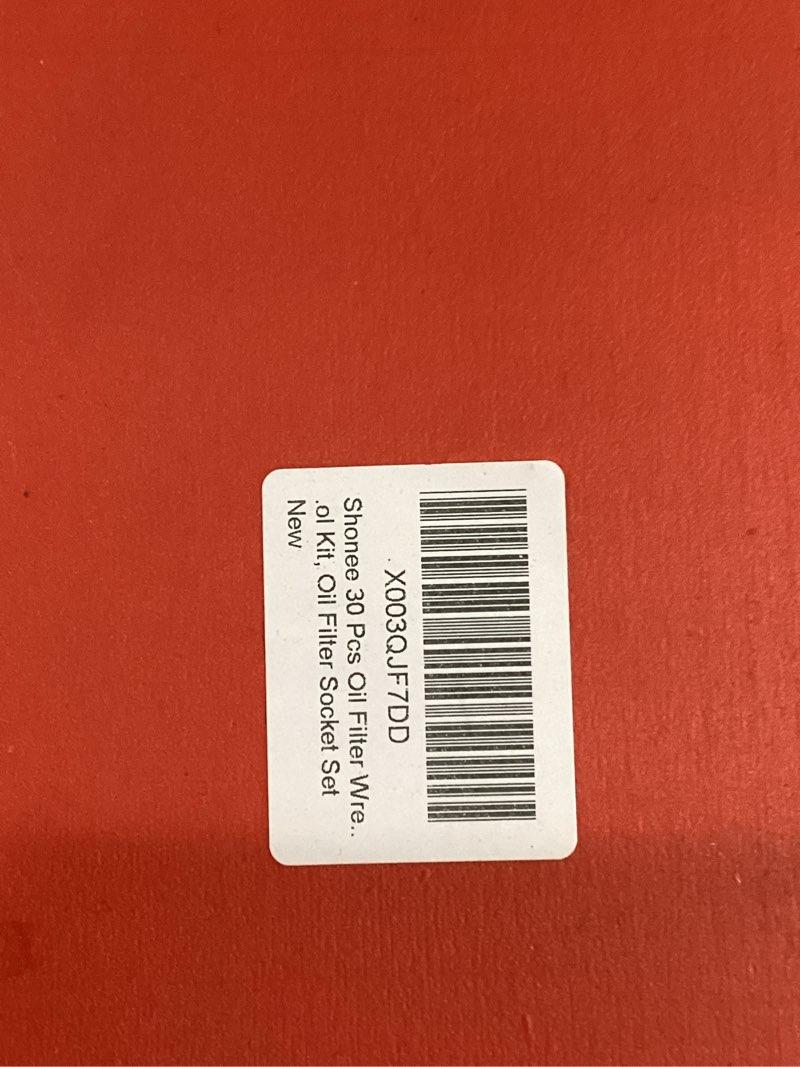 X003QJF7DD
Shonee 30 Pcs Oil Filter Wre..
.ol Kit, Oil Filter Socket Set
New